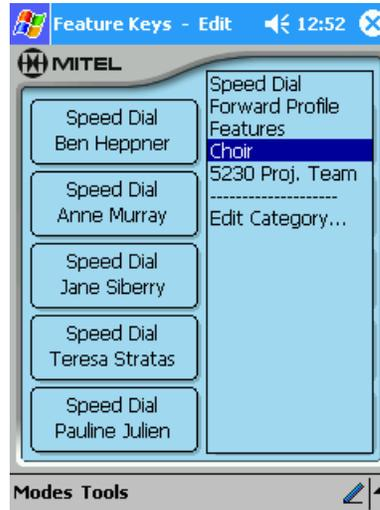 Feature Keys - Edit 12:52
MITEL
Speed Dial
Ben Heppner
Speed Dial
Anne Murray
Speed Dial
Jane Siberry
Speed Dial
Teresa Stratas
Speed Dial
Pauline Julien
Speed Dial
Forward Profile
Features
Choir
5230 Proj. Team
--------------------
Edit Category...
Modes Tools